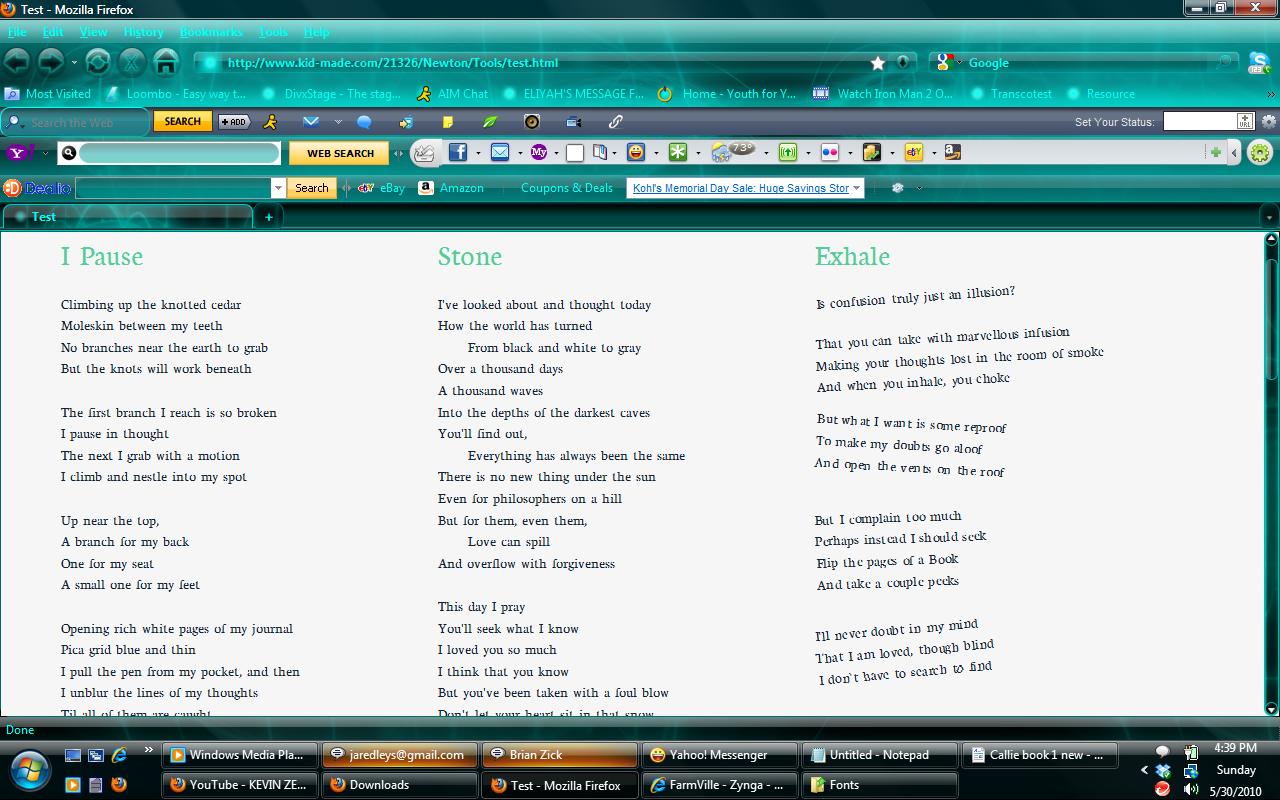 Test - Mozilla Firefox
File Edit View History Bookmarks Tools Help
http://www.kid-made.com/21326/Newton/Tools/test.html
Google
Most Visited Loombo - Easy way t... DivxStage - The stag... AIM Chat ELIYAH'S MESSAGE F... Home - Youth for Y... Watch Iron Man 2 O... Transcotest Resource »
Search the Web SEARCH +ADD Set Your Status: +URL
Y! WEB SEARCH My 73° eBY a
Dealio Search eBay Amazon Coupons & Deals Kohl's Memorial Day Sale: Huge Savings Stor
Test +
I Pause
Climbing up the knotted cedar
Moleskin between my teeth
No branches near the earth to grab
But the knots will work beneath
The first branch I reach is so broken
I pause in thought
The next I grab with a motion
I climb and nestle into my spot
Up near the top,
A branch for my back
One for my seat
A small one for my feet
Opening rich white pages of my journal
Pica grid blue and thin
I pull the pen from my pocket, and then
I unblur the lines of my thoughts
Til all of them are caught
Stone
I've looked about and thought today
How the world has turned
From black and white to gray
Over a thousand days
A thousand waves
Into the depths of the darkest caves
You'll find out,
Everything has always been the same
There is no new thing under the sun
Even for philosophers on a hill
But for them, even them,
Love can spill
And overflow with forgiveness
This day I pray
You'll seek what I know
I loved you so much
I think that you know
But you've been taken with a foul blow
Don't let your heart sit in that snow
Exhale
Is confusion truly just an illusion?
That you can take with marvellous infusion
Making your thoughts lost in the room of smoke
And when you inhale, you choke
But what I want is some reproof
To make my doubts go aloof
And open the vents on the roof
But I complain too much
Perhaps instead I should seek
Flip the pages of a Book
And take a couple peeks
I'll never doubt in my mind
That I am loved, though blind
I don't have to search to find
Done
Windows Media Pla... jaredleys@gmail.com Brian Zick Yahoo! Messenger Untitled - Notepad Callie book 1 new - ...
YouTube - KEVIN ZE... Downloads Test - Mozilla Firefox FarmVille - Zynga - ... Fonts
4:39 PM
Sunday
5/30/2010